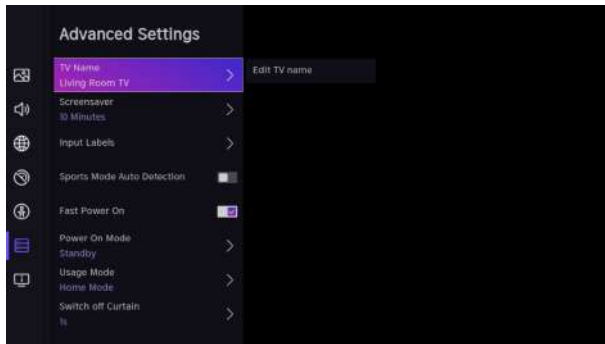 Advanced Settings
TV Name
Living Room TV
Edit TV name
Screensaver
10 Minutes
Input Labels
Sports Mode Auto Detection
Fast Power On
Power On Mode
Standby
Usage Mode
Home Mode
Switch off Curtain
1s